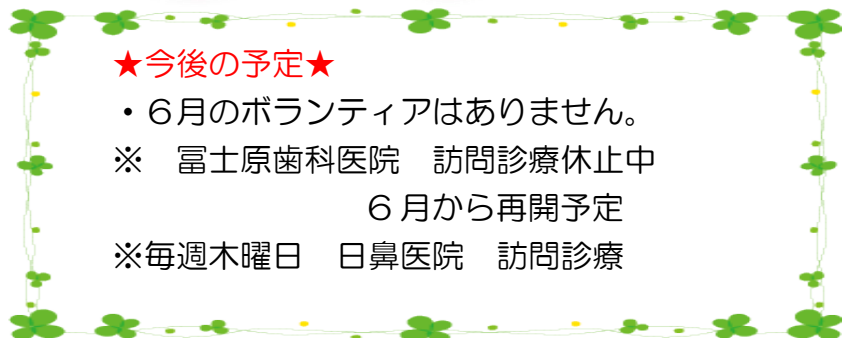 ★今後の予定★
・６月のボランティアはありません。
※　冨士原歯科医院　訪問診療休止中
６月から再開予定
※毎週木曜日　日鼻医院　訪問診療